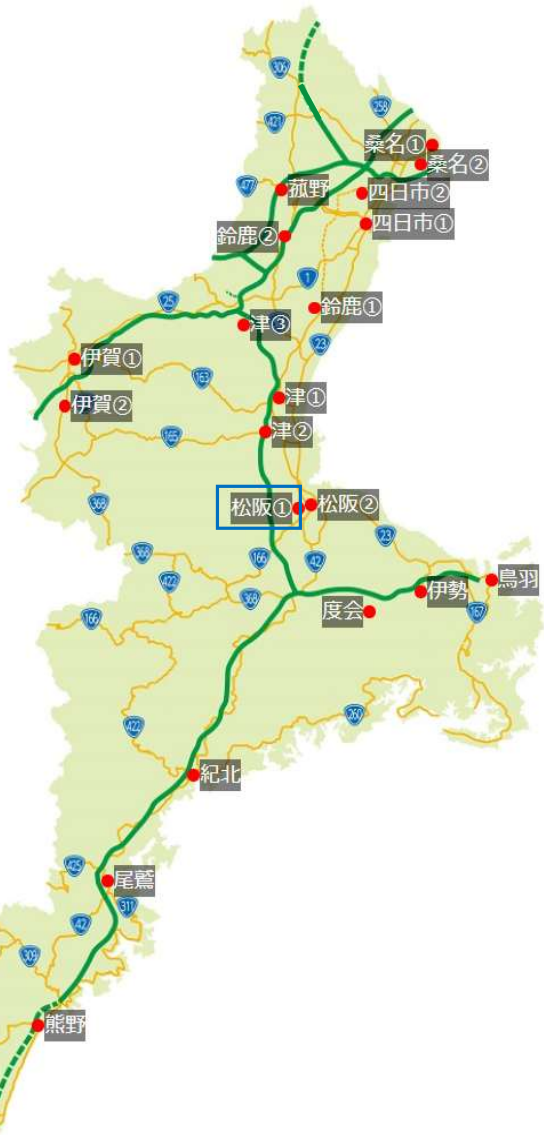 306
258
421
桑名①
桑名②
477
菰野
四日市②
四日市①
鈴鹿②
1
25
鈴鹿①
津③
23
伊賀①
163
津①
伊賀②
165
津②
368
松阪①
松阪②
23
368
166
42
422
鳥羽
伊勢
368
度会
167
166
260
422
紀北
425
尾鷲
311
42
309
熊野